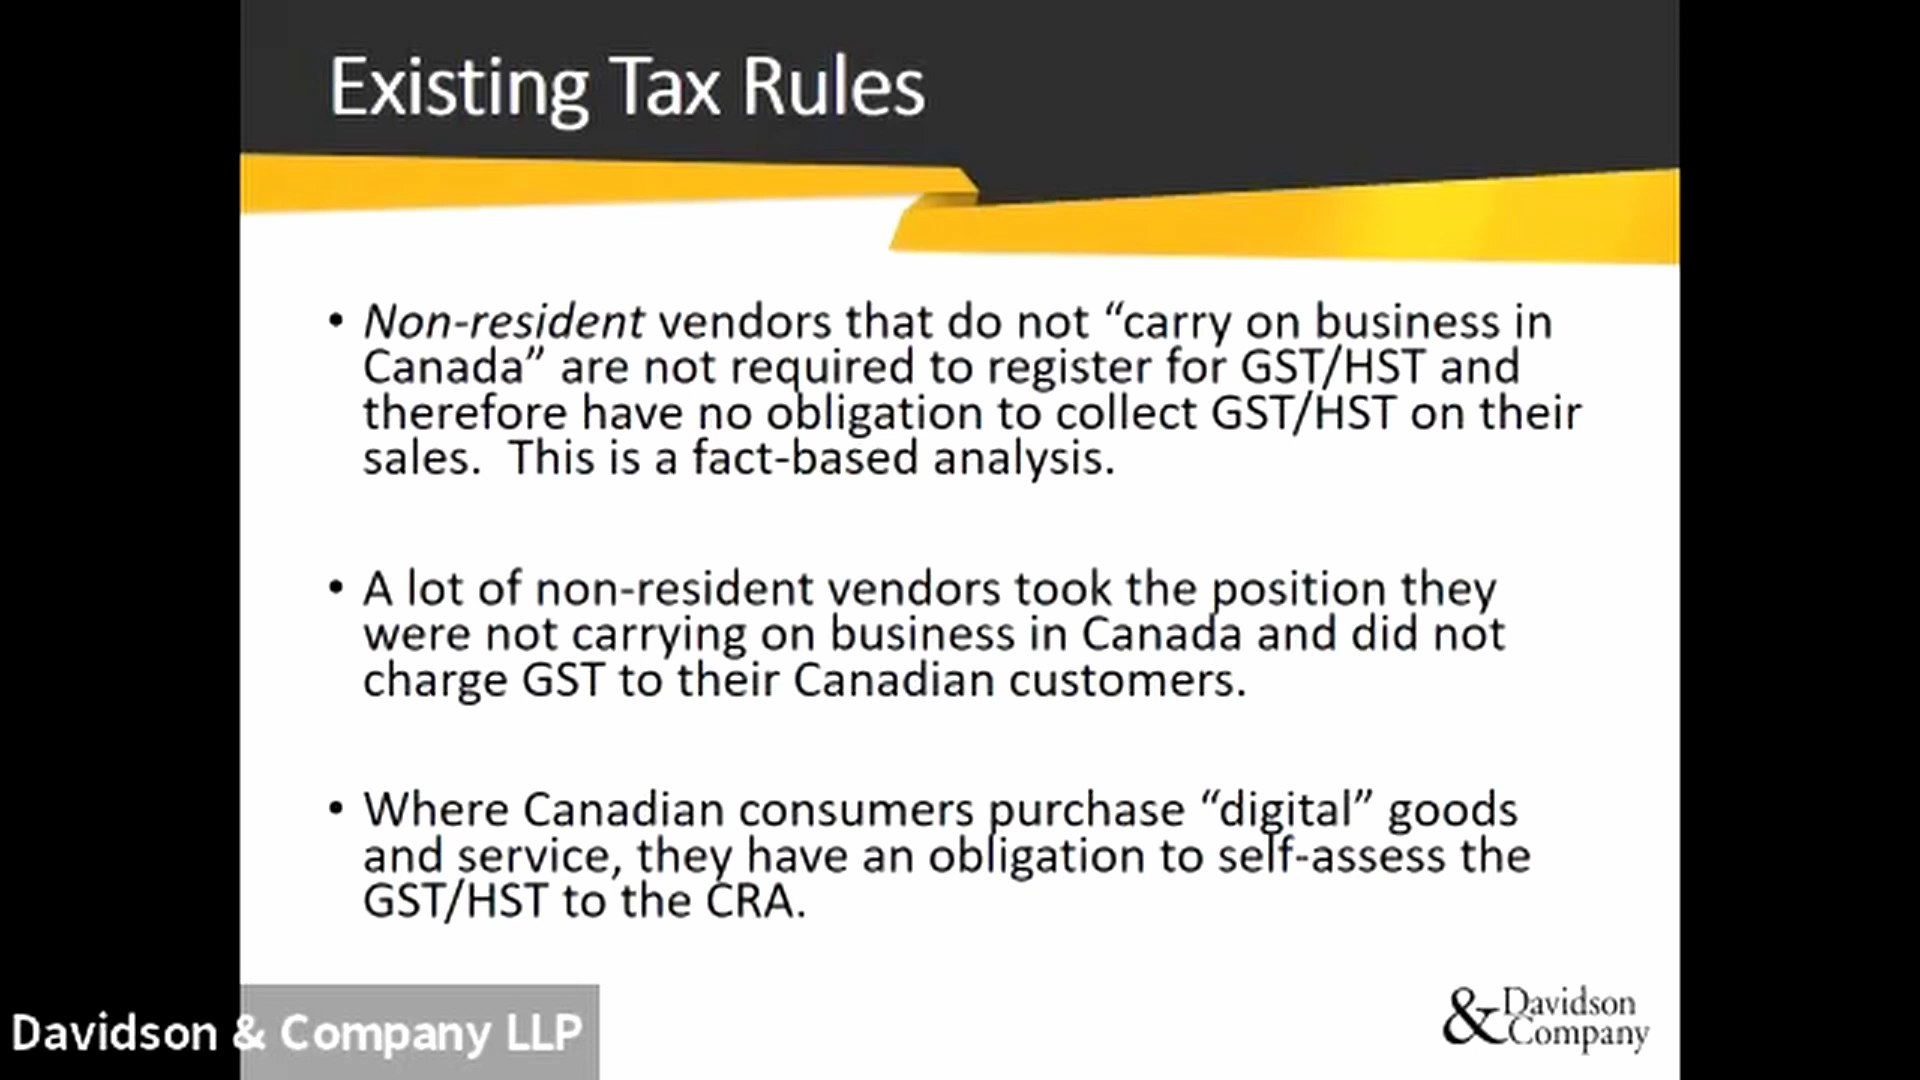 Existing Tax Rules
• Non-resident vendors that do not “carry on business in
Canada” are not required to register for GST/HST and
therefore have no obligation to collect GST/HST on their
sales.  This is a fact-based analysis.
• A lot of non-resident vendors took the position they
were not carrying on business in Canada and did not
charge GST to their Canadian customers.
• Where Canadian consumers purchase “digital” goods
and service, they have an obligation to self-assess the
GST/HST to the CRA.
Davidson & Company LLP
& Davidson
Company